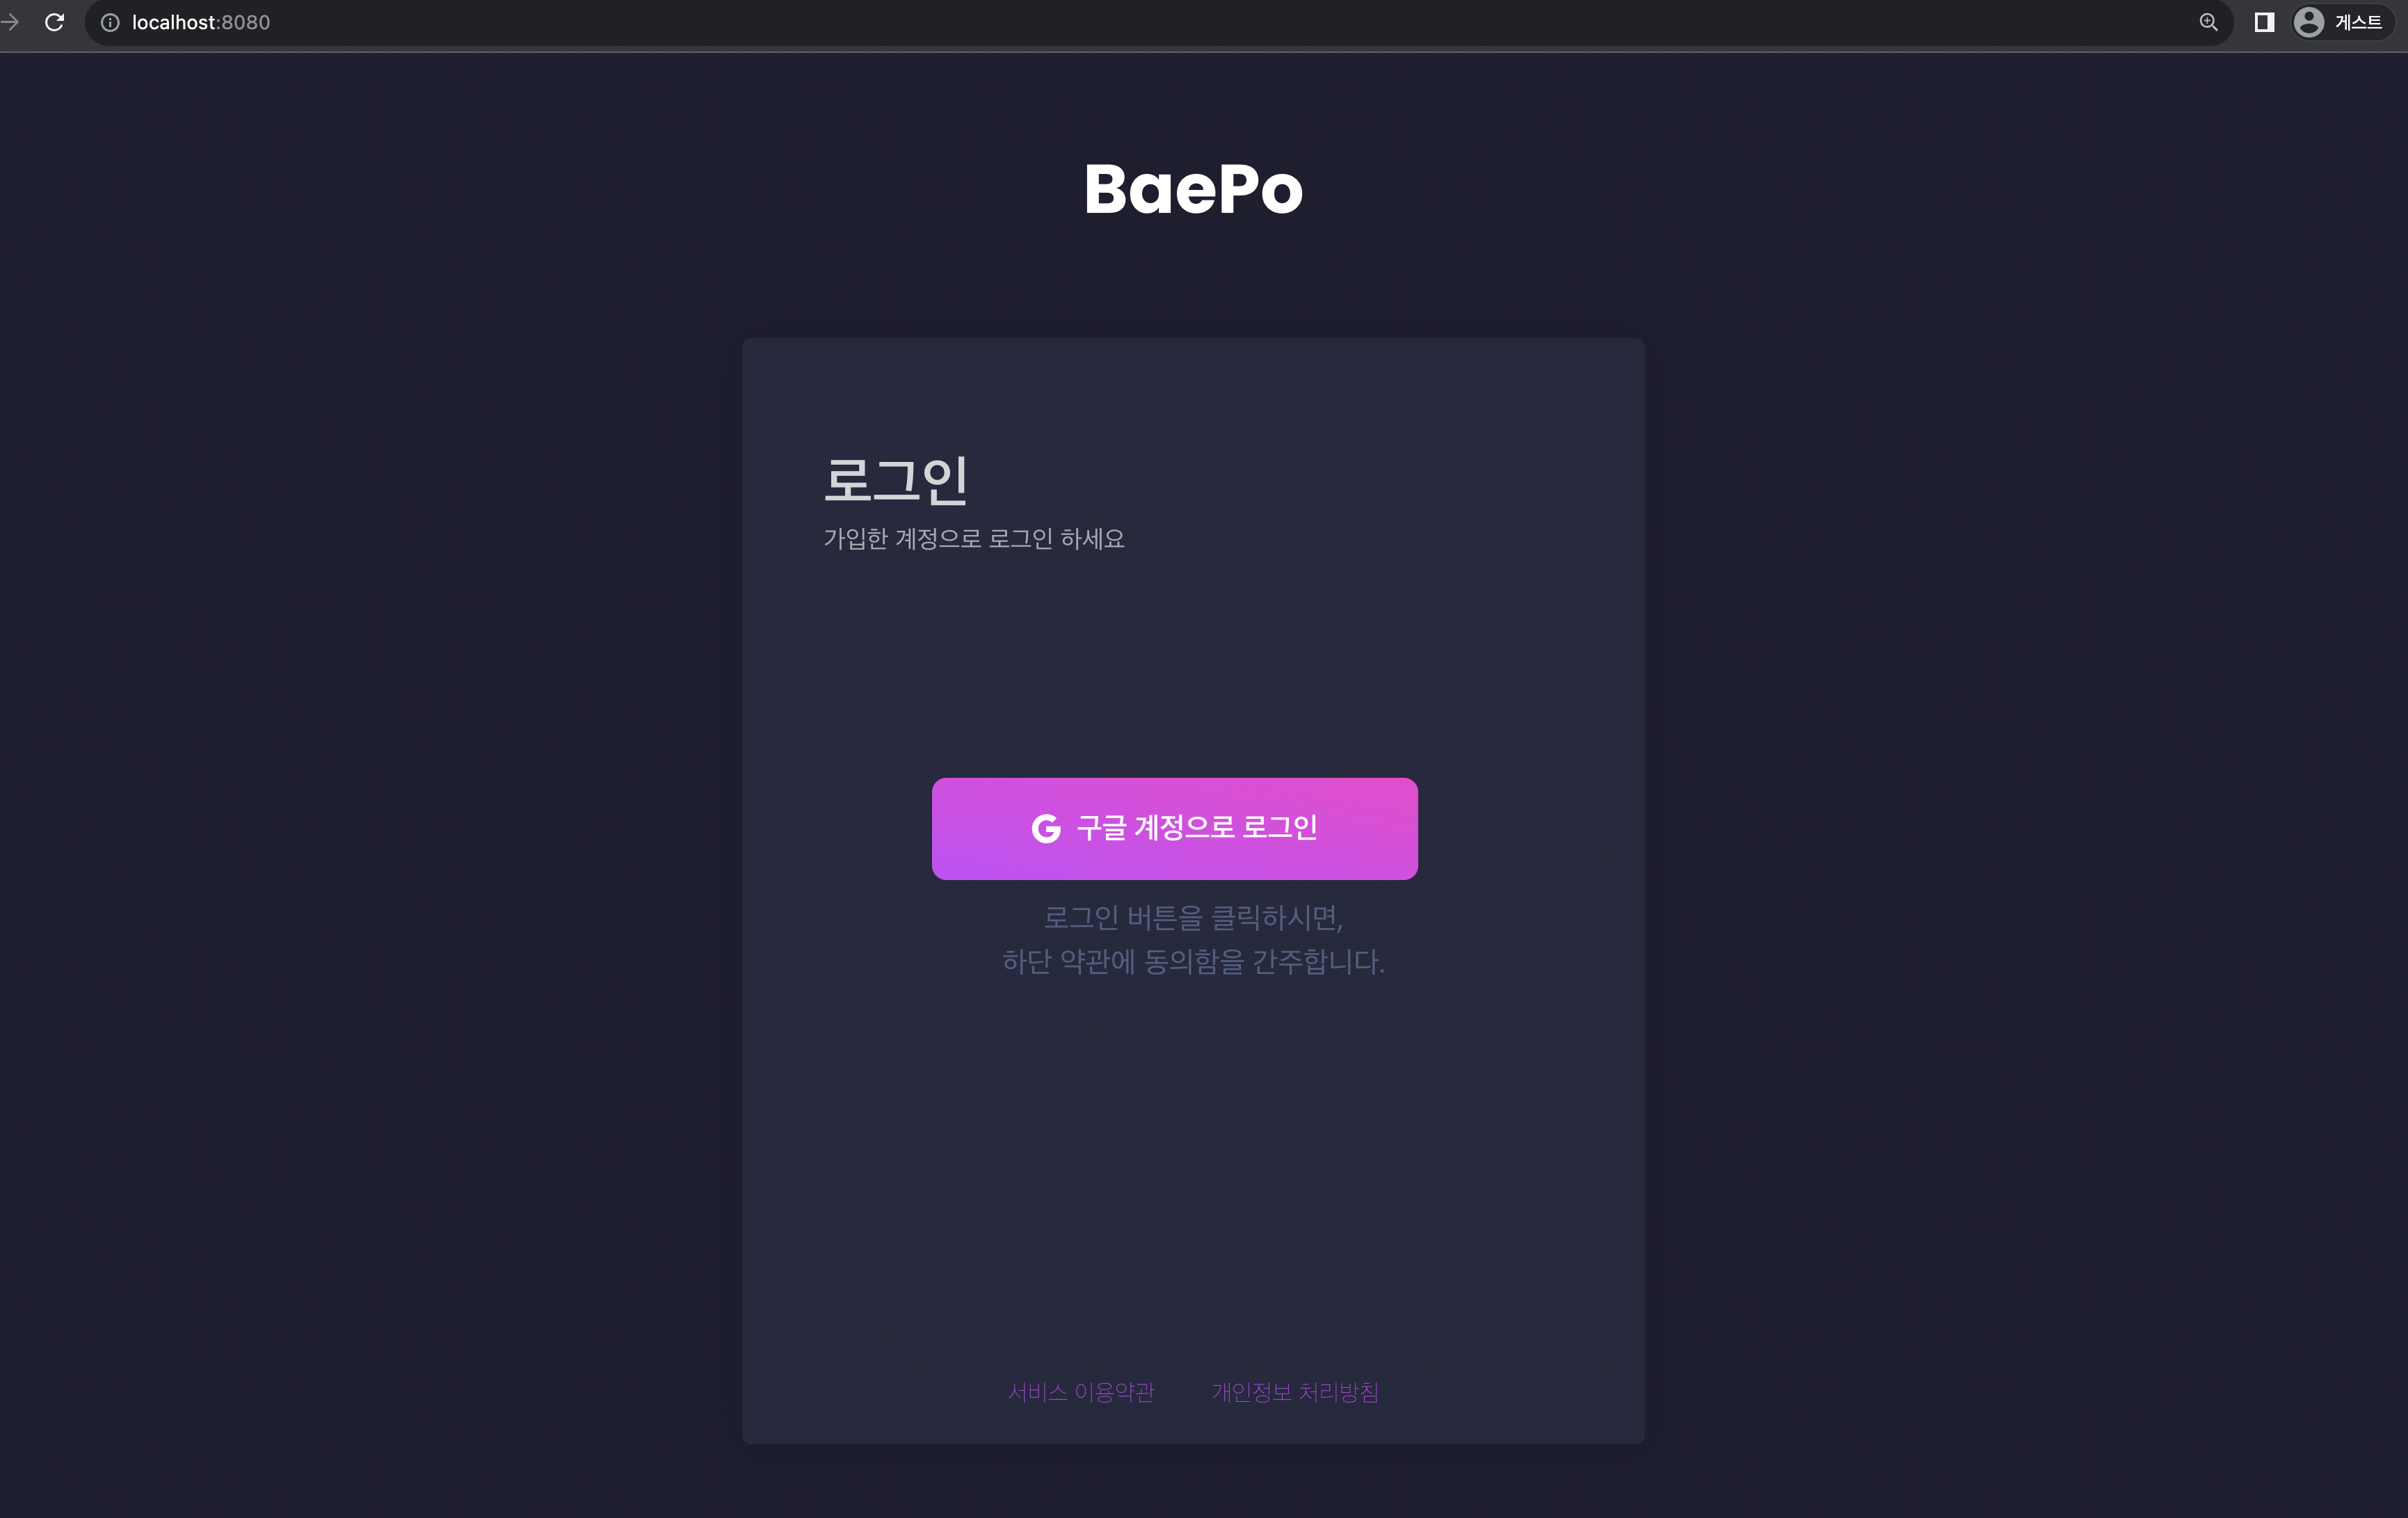 localhost:8080
게스트
BaePo
로그인
가입한 계정으로 로그인 하세요
구글 계정으로 로그인
로그인 버튼을 클릭하시면,
하단 약관에 동의함을 간주합니다.
서비스 이용약관 개인정보 처리방침